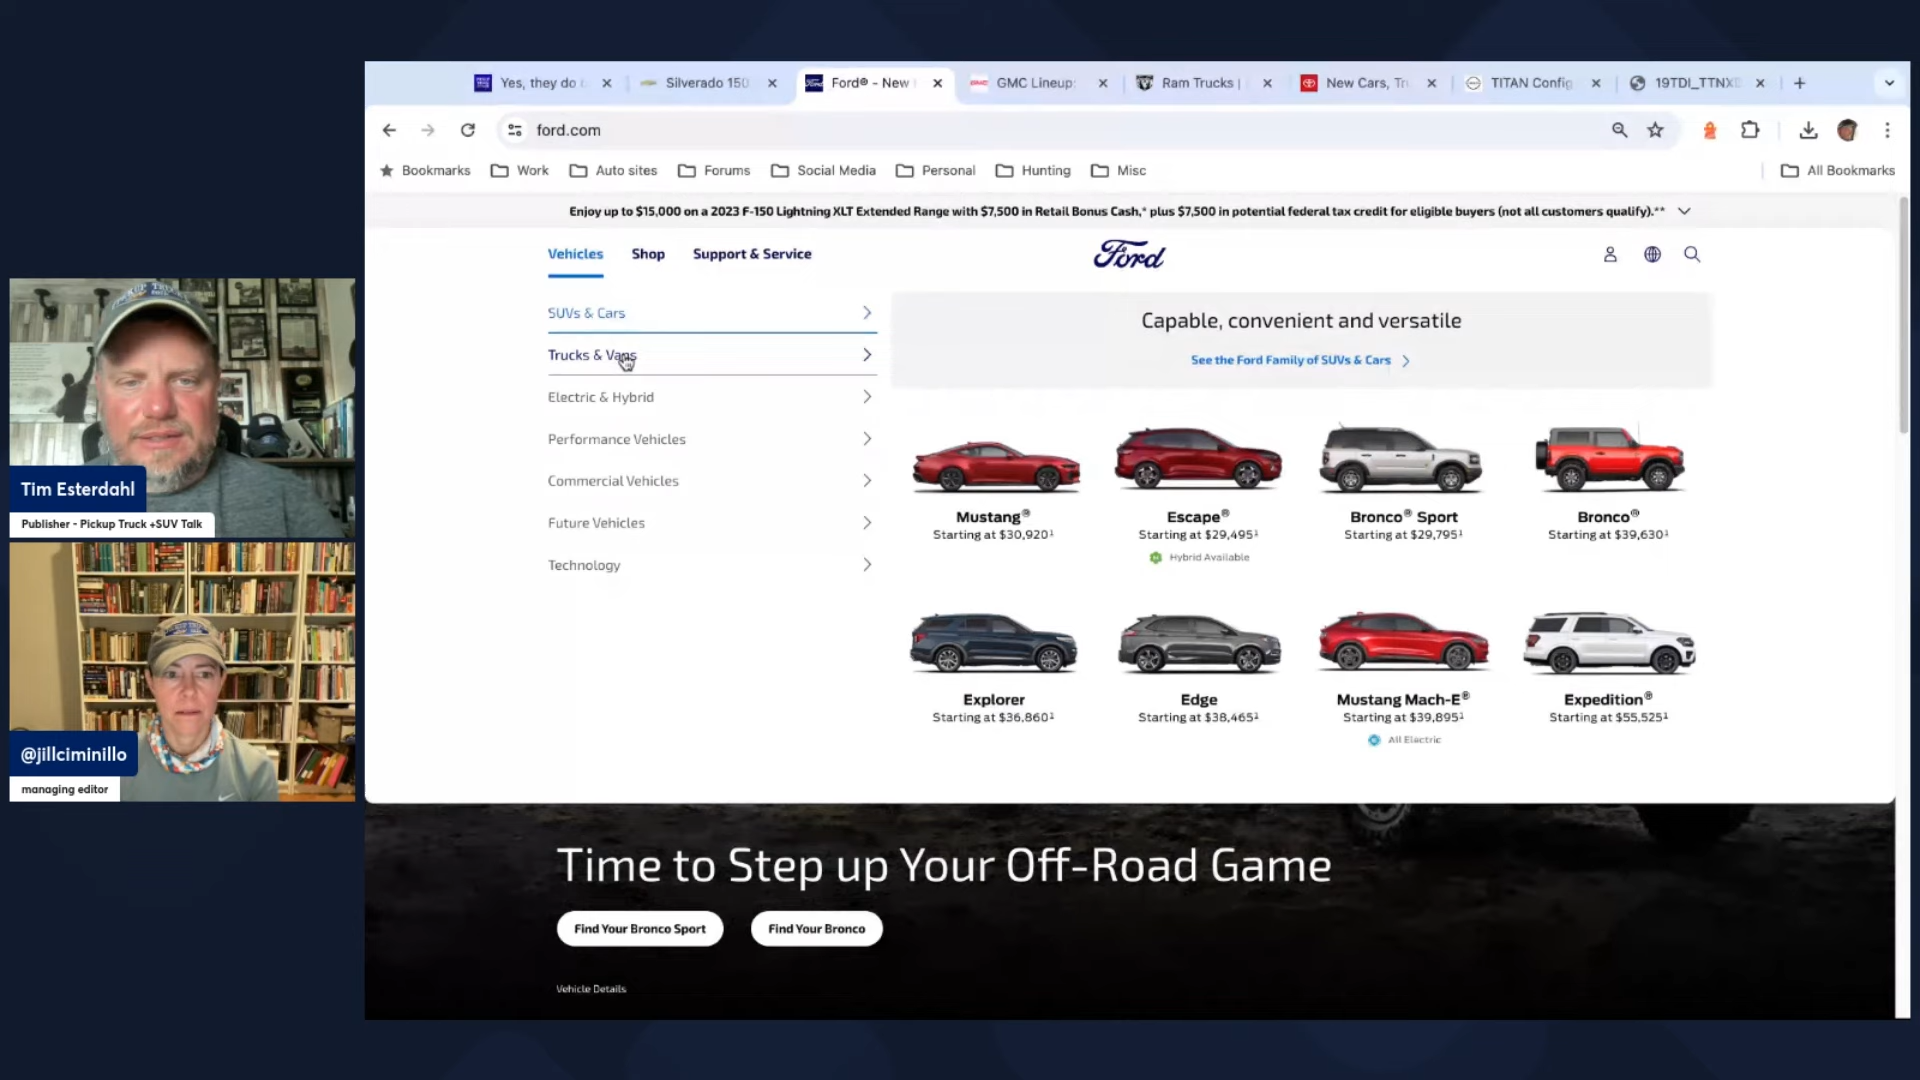 Yes, they do b
Silverado 150
Ford® - New
GMC Lineup:
Ram Trucks |
New Cars, Tr
TITAN Config
19TDI_TTNX
ford.com
Bookmarks
Work
Auto sites
Forums
Social Media
Personal
Hunting
Misc
All Bookmarks
Enjoy up to $15,000 on a 2023 F-150 Lightning XLT Extended Range with $7,500 in Retail Bonus Cash,* plus $7,500 in potential federal tax credit for eligible buyers (not all customers qualify).**
Vehicles
Shop
Support & Service
Ford
SUVs & Cars
Trucks & Vans
Electric & Hybrid
Performance Vehicles
Commercial Vehicles
Future Vehicles
Technology
Capable, convenient and versatile
See the Ford Family of SUVs & Cars
Mustang®
Starting at $30,920¹
Escape®
Starting at $29,495¹
Hybrid Available
Bronco® Sport
Starting at $29,795¹
Bronco®
Starting at $39,630¹
Explorer
Starting at $36,860¹
Edge
Starting at $38,465¹
Mustang Mach-E®
Starting at $39,895¹
All Electric
Expedition®
Starting at $55,525¹
Time to Step up Your Off-Road Game
Find Your Bronco Sport
Find Your Bronco
Vehicle Details
Tim Esterdahl
Publisher - Pickup Truck +SUV Talk
@jillciminillo
managing editor